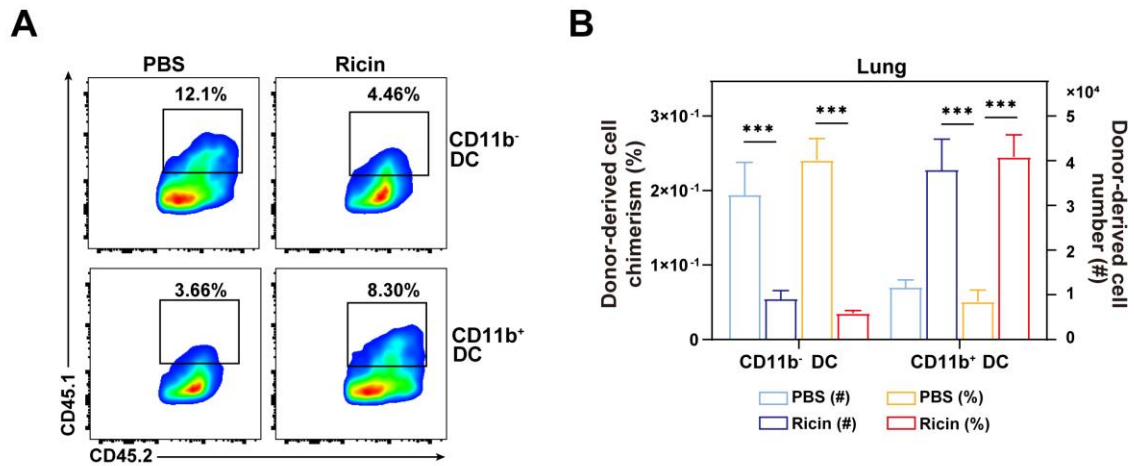 A
PBS
Ricin
12.1%
4.46%
CD11b⁻
DC
3.66%
8.30%
CD11b⁺
DC
CD45.1
CD45.2
B
Lung
×10⁴
3×10⁻¹
2×10⁻¹
1×10⁻¹
0
5
4
3
2
1
0
Donor-derived cell
chimerism (%)
Donor-derived cell
number (#)
*** *** *** ***
CD11b⁻ DC
CD11b⁺ DC
PBS (#)
PBS (%)
Ricin (#)
Ricin (%)